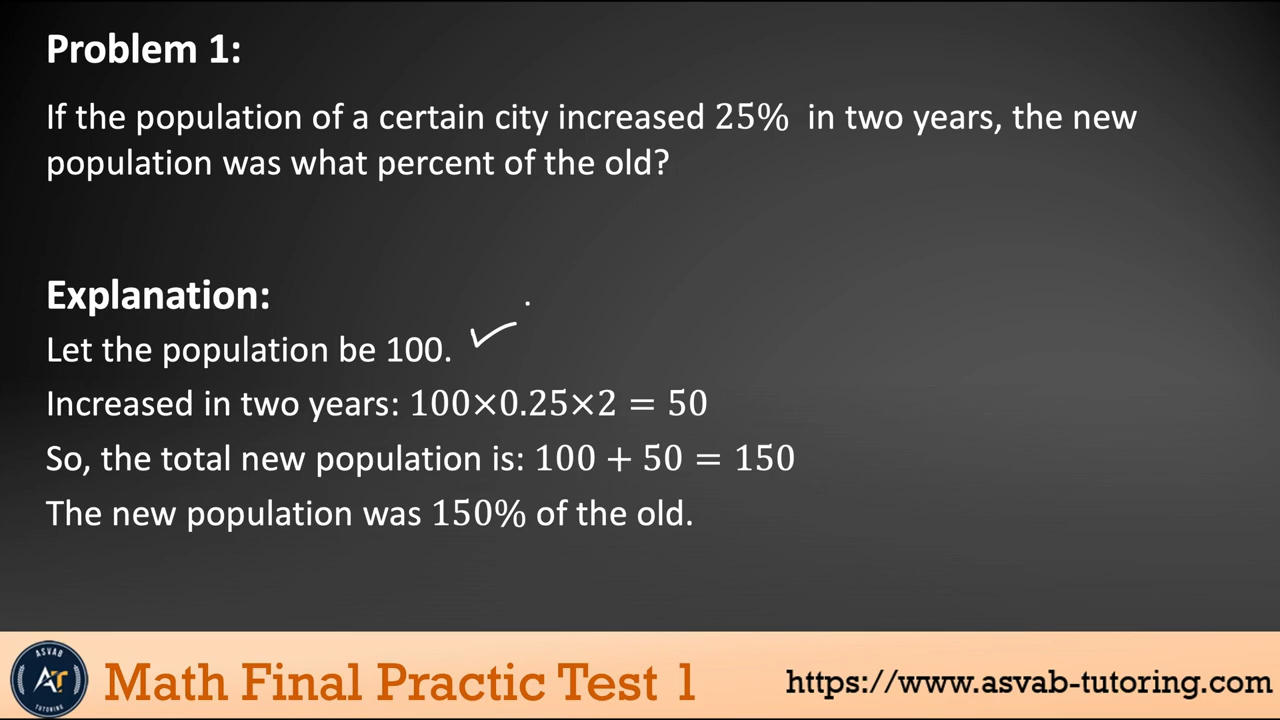 Problem 1:
If the population of a certain city increased 25% in two years, the new
population was what percent of the old?
Explanation:
Let the population be 100.
Increased in two years: 100×0.25×2 = 50
So, the total new population is: 100 + 50 = 150
The new population was 150% of the old.
ASVAB
AT
TUTORING
Math Final Practic Test 1
https://www.asvab-tutoring.com